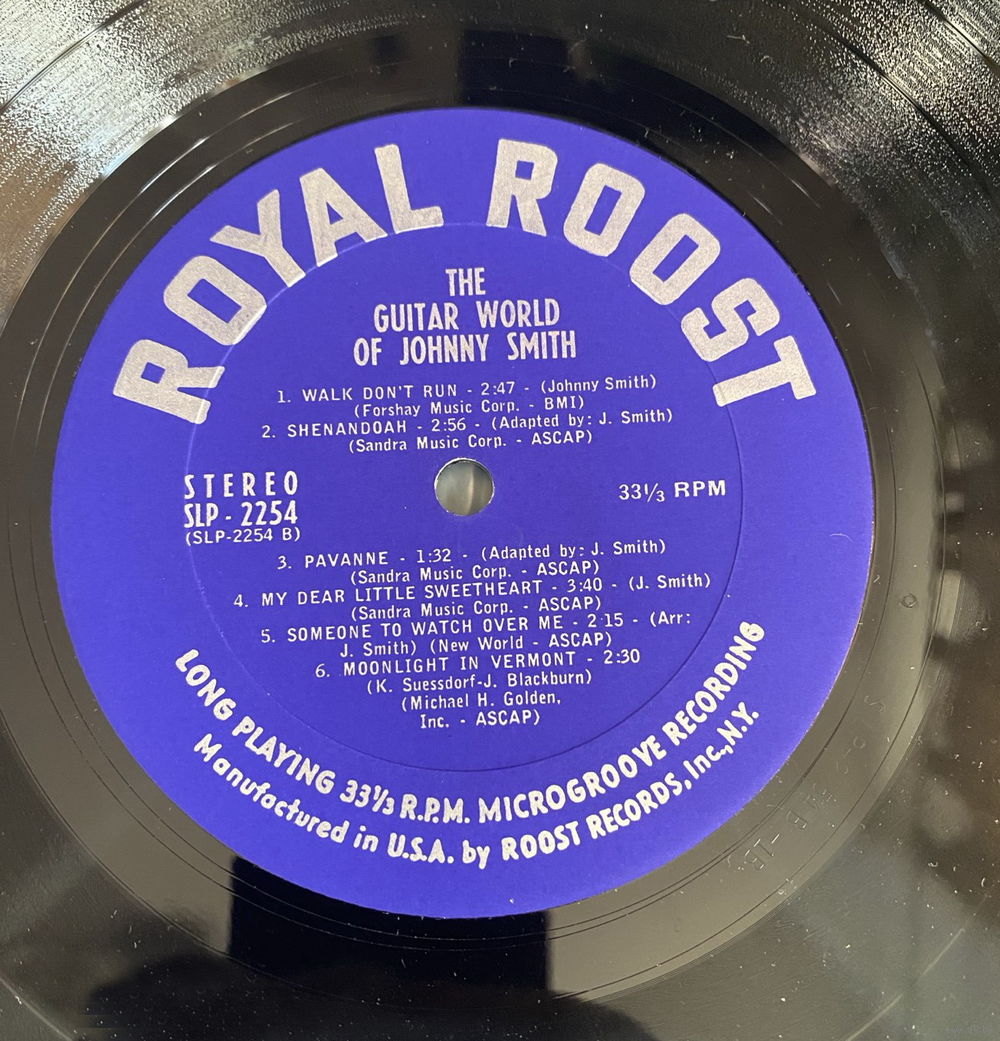 ROYAL ROOST
THE
GUITAR WORLD
OF JOHNNY SMITH
1. WALK DON'T RUN - 2:47 - (Johnny Smith)
(Forshay Music Corp. - BMI)
2. SHENANDOAH - 2:56 - (Adapted by: J. Smith)
(Sandra Music Corp. - ASCAP)
STEREO
SLP - 2254
(SLP-2254 B)
33⅓ RPM
3. PAVANNE - 1:32 - (Adapted by: J. Smith)
(Sandra Music Corp. - ASCAP)
4. MY DEAR LITTLE SWEETHEART - 3:40 - (J. Smith)
(Sandra Music Corp. - ASCAP)
5. SOMEONE TO WATCH OVER ME - 2:15 - (Arr:
J. Smith) (New World - ASCAP)
6. MOONLIGHT IN VERMONT - 2:30
(K. Suessdorf-J. Blackburn)
(Michael H. Golden,
Inc. - ASCAP)
LONG PLAYING 33⅓ R.P.M. MICROGROOVE RECORDING
Manufactured in U.S.A. by ROOST RECORDS, Inc., N.Y.